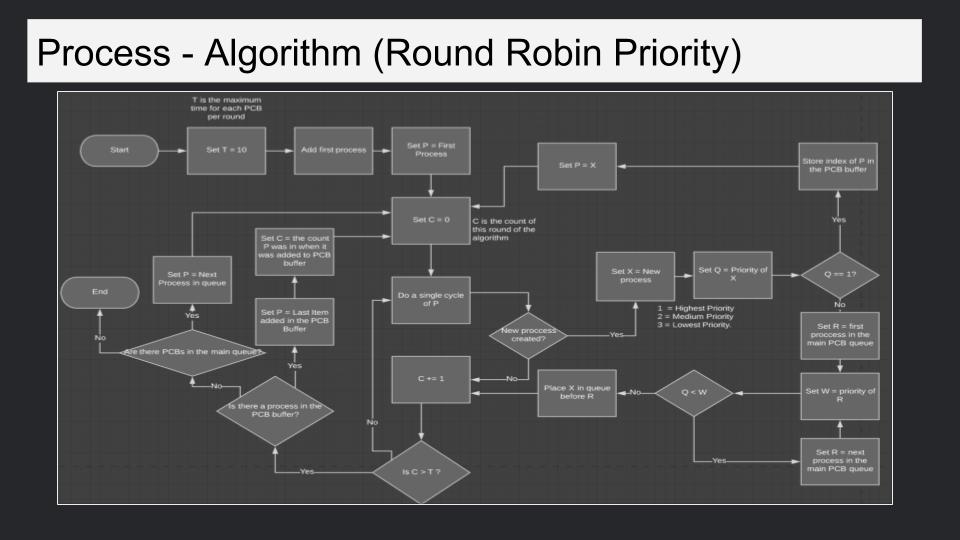 Process - Algorithm (Round Robin Priority)
T is the maximum
time for each PCB
per round
Start
Set T = 10
Add first process
Set P = First
Process
Set P = X
Store index of P in
the PCB buffer
Set C = 0
C is the count of
this round of the
algorithm
Yes
Set C = the count
P was in when it
was added to PCB
buffer
Set P = Next
Process in queue
End
Do a single cycle
of P
Set X = New
process
Set Q = Priority of
X
Q == 1?
1 = Highest Priority
2 = Medium Priority
3 = Lowest Priority.
No
Set P = Last Item
added in the PCB
Buffer
Yes
New proccess
created?
Yes
Set R = first
proccess in the
main PCB queue
No
Are there PCBs in the main queue?
Yes
No
Is there a process in the
PCB buffer?
C += 1
No
Place X in queue
before R
No
Q < W
Set W = priority of
R
No
Is C > T ?
Yes
Yes
Set R = next
proccess in the
main PCB queue